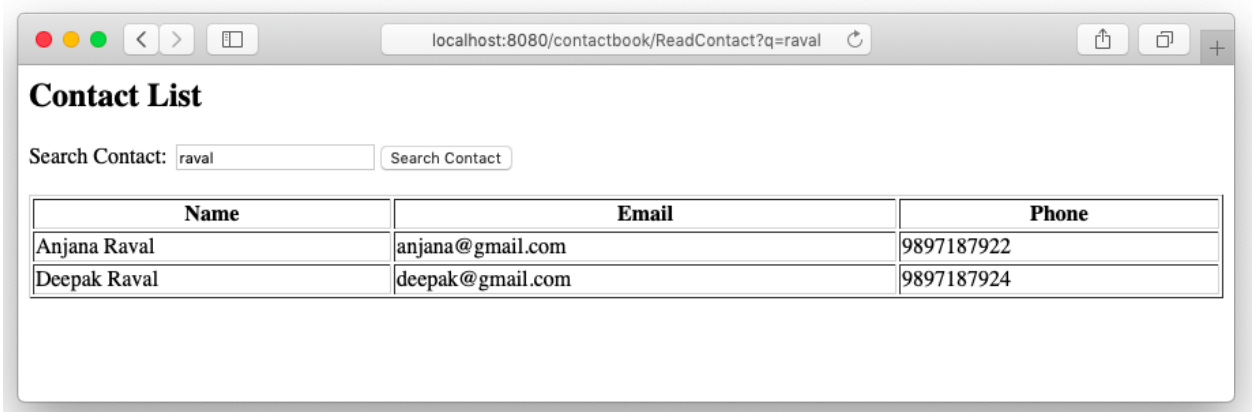 localhost:8080/contactbook/ReadContact?q=raval
Contact List
Search Contact: raval Search Contact
Name Email Phone
Anjana Raval anjana@gmail.com 9897187922
Deepak Raval deepak@gmail.com 9897187924